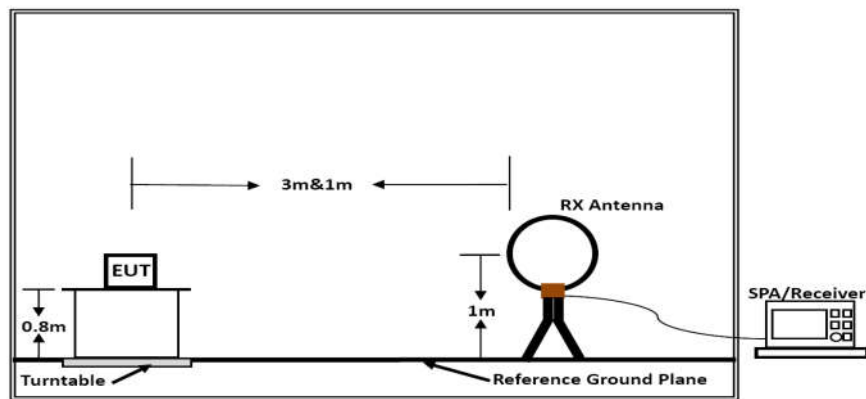 3m&1m
RX Antenna
EUT
SPA/Receiver
0.8m
1m
Turntable
Reference Ground Plane